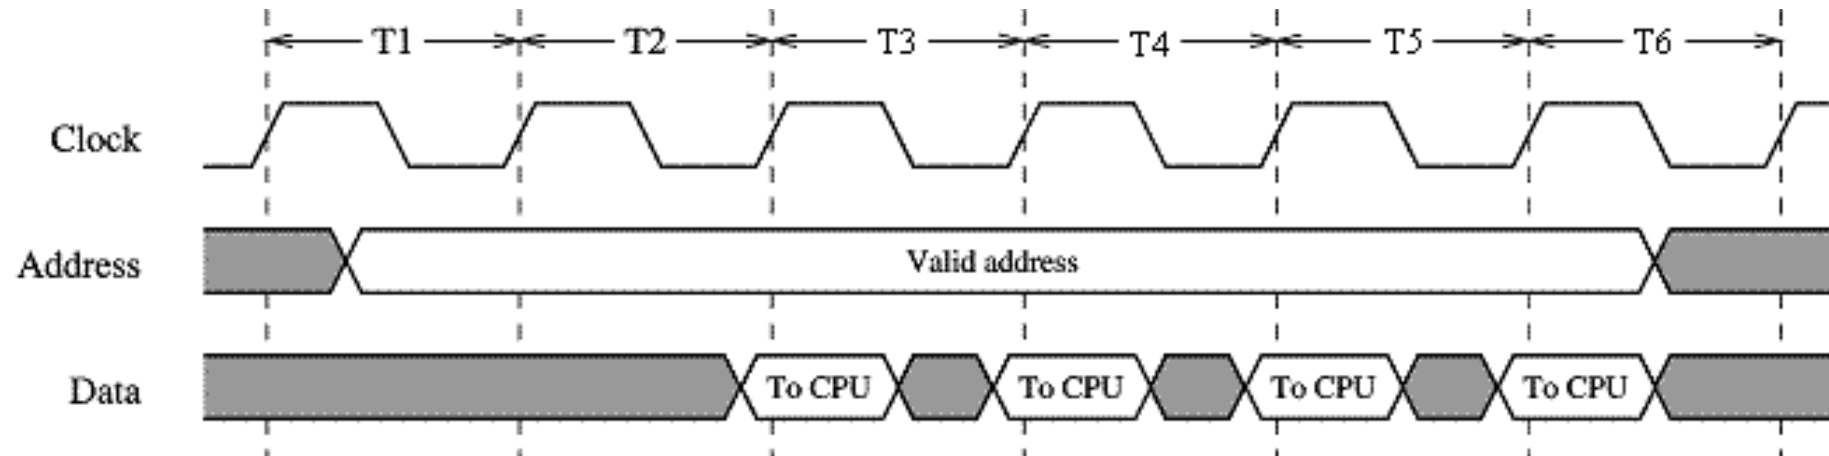 T1 T2 T3 T4 T5 T6
Clock
Address Valid address
Data To CPU To CPU To CPU To CPU